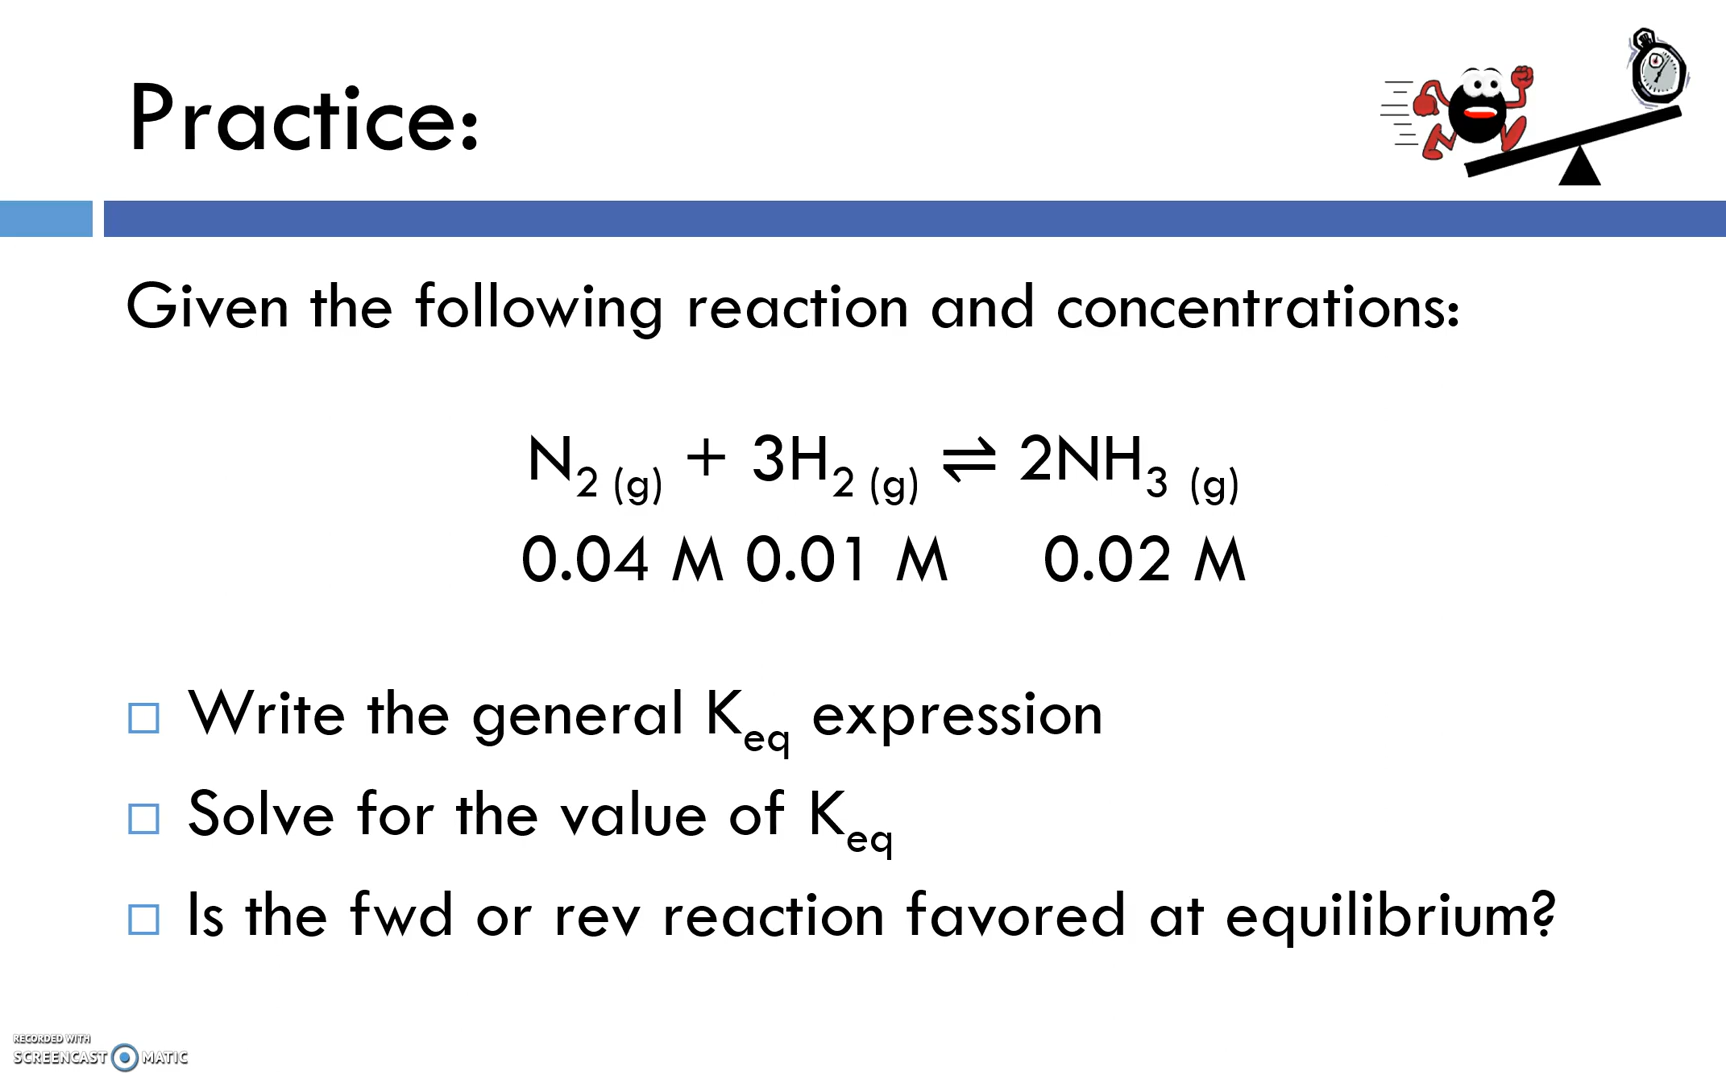 Practice:
Given the following reaction and concentrations:
N₂ (g) + 3H₂ (g) ⇌ 2NH₃ (g)
0.04 M 0.01 M 0.02 M
Write the general Keq expression
Solve for the value of Keq
Is the fwd or rev reaction favored at equilibrium?
RECORDED WITH
SCREENCAST MATIC